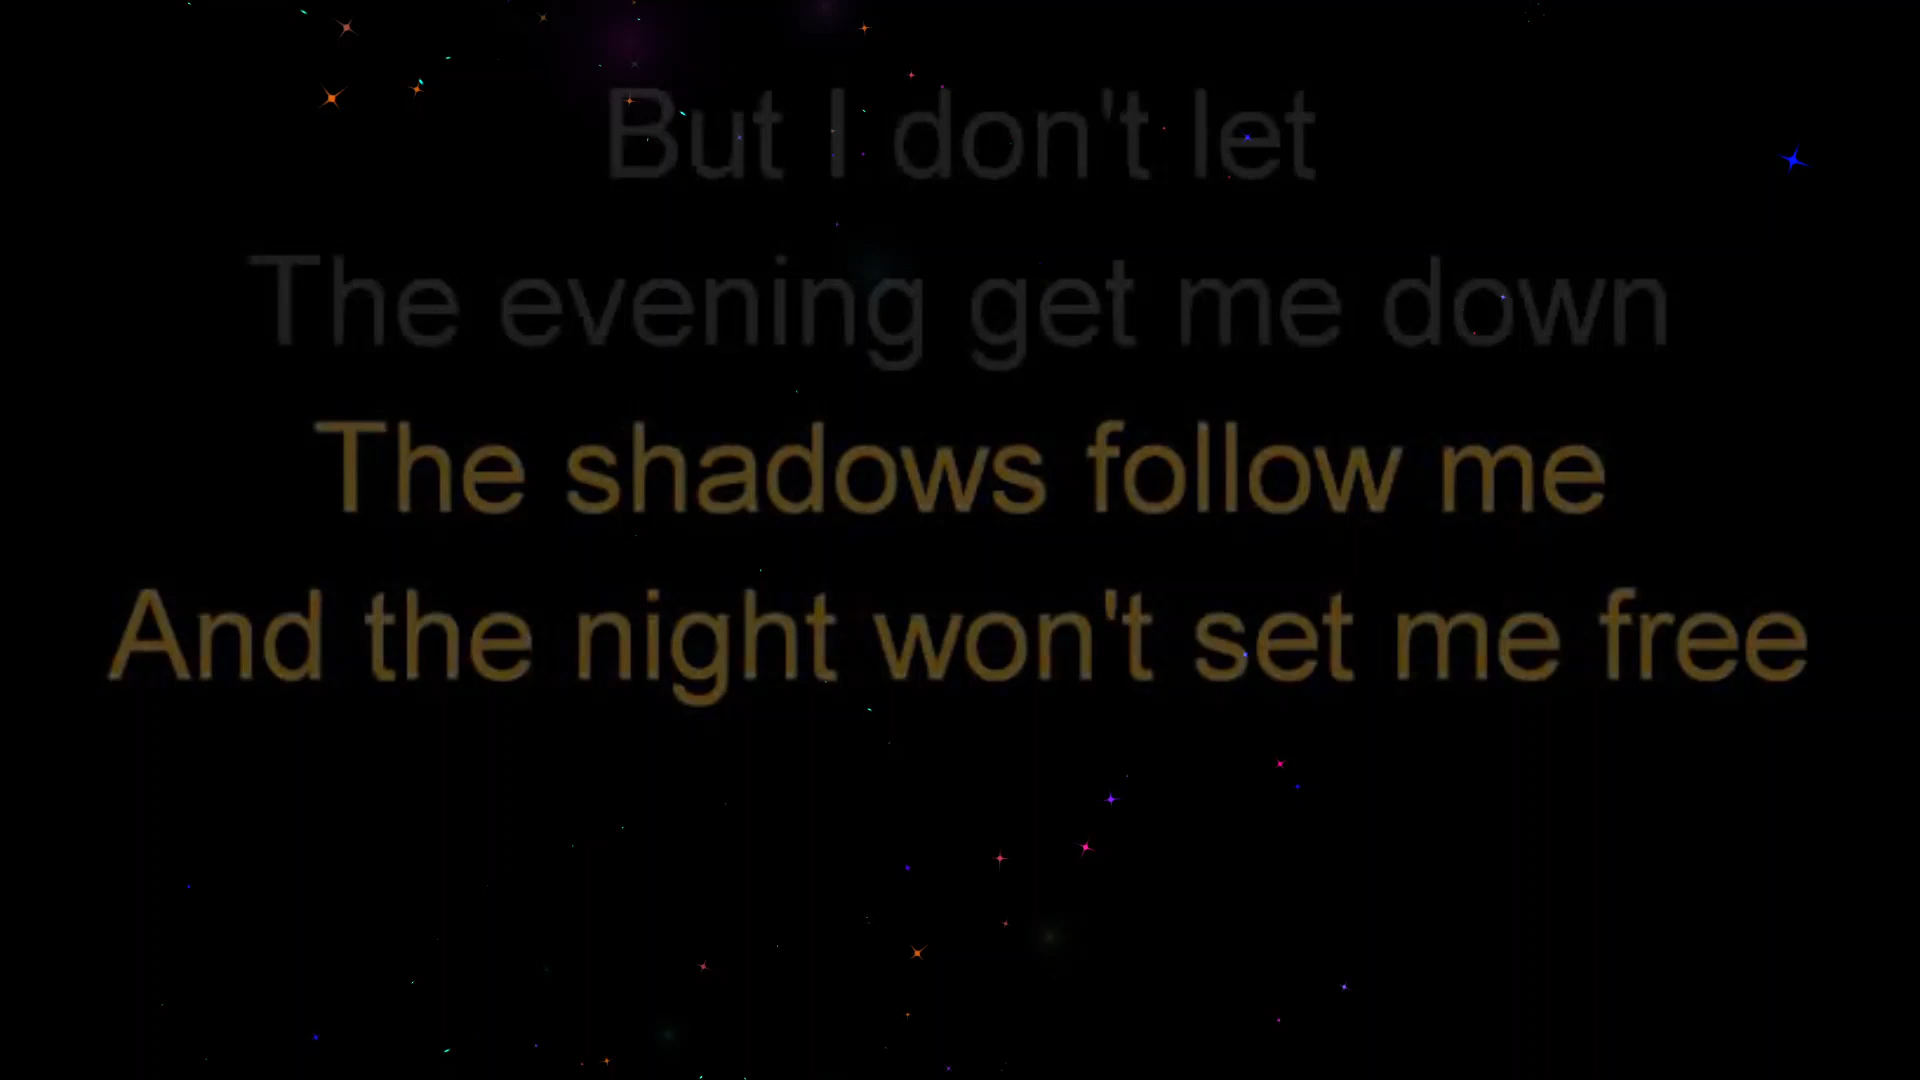 But I don't let
The evening get me down
The shadows follow me
And the night won't set me free